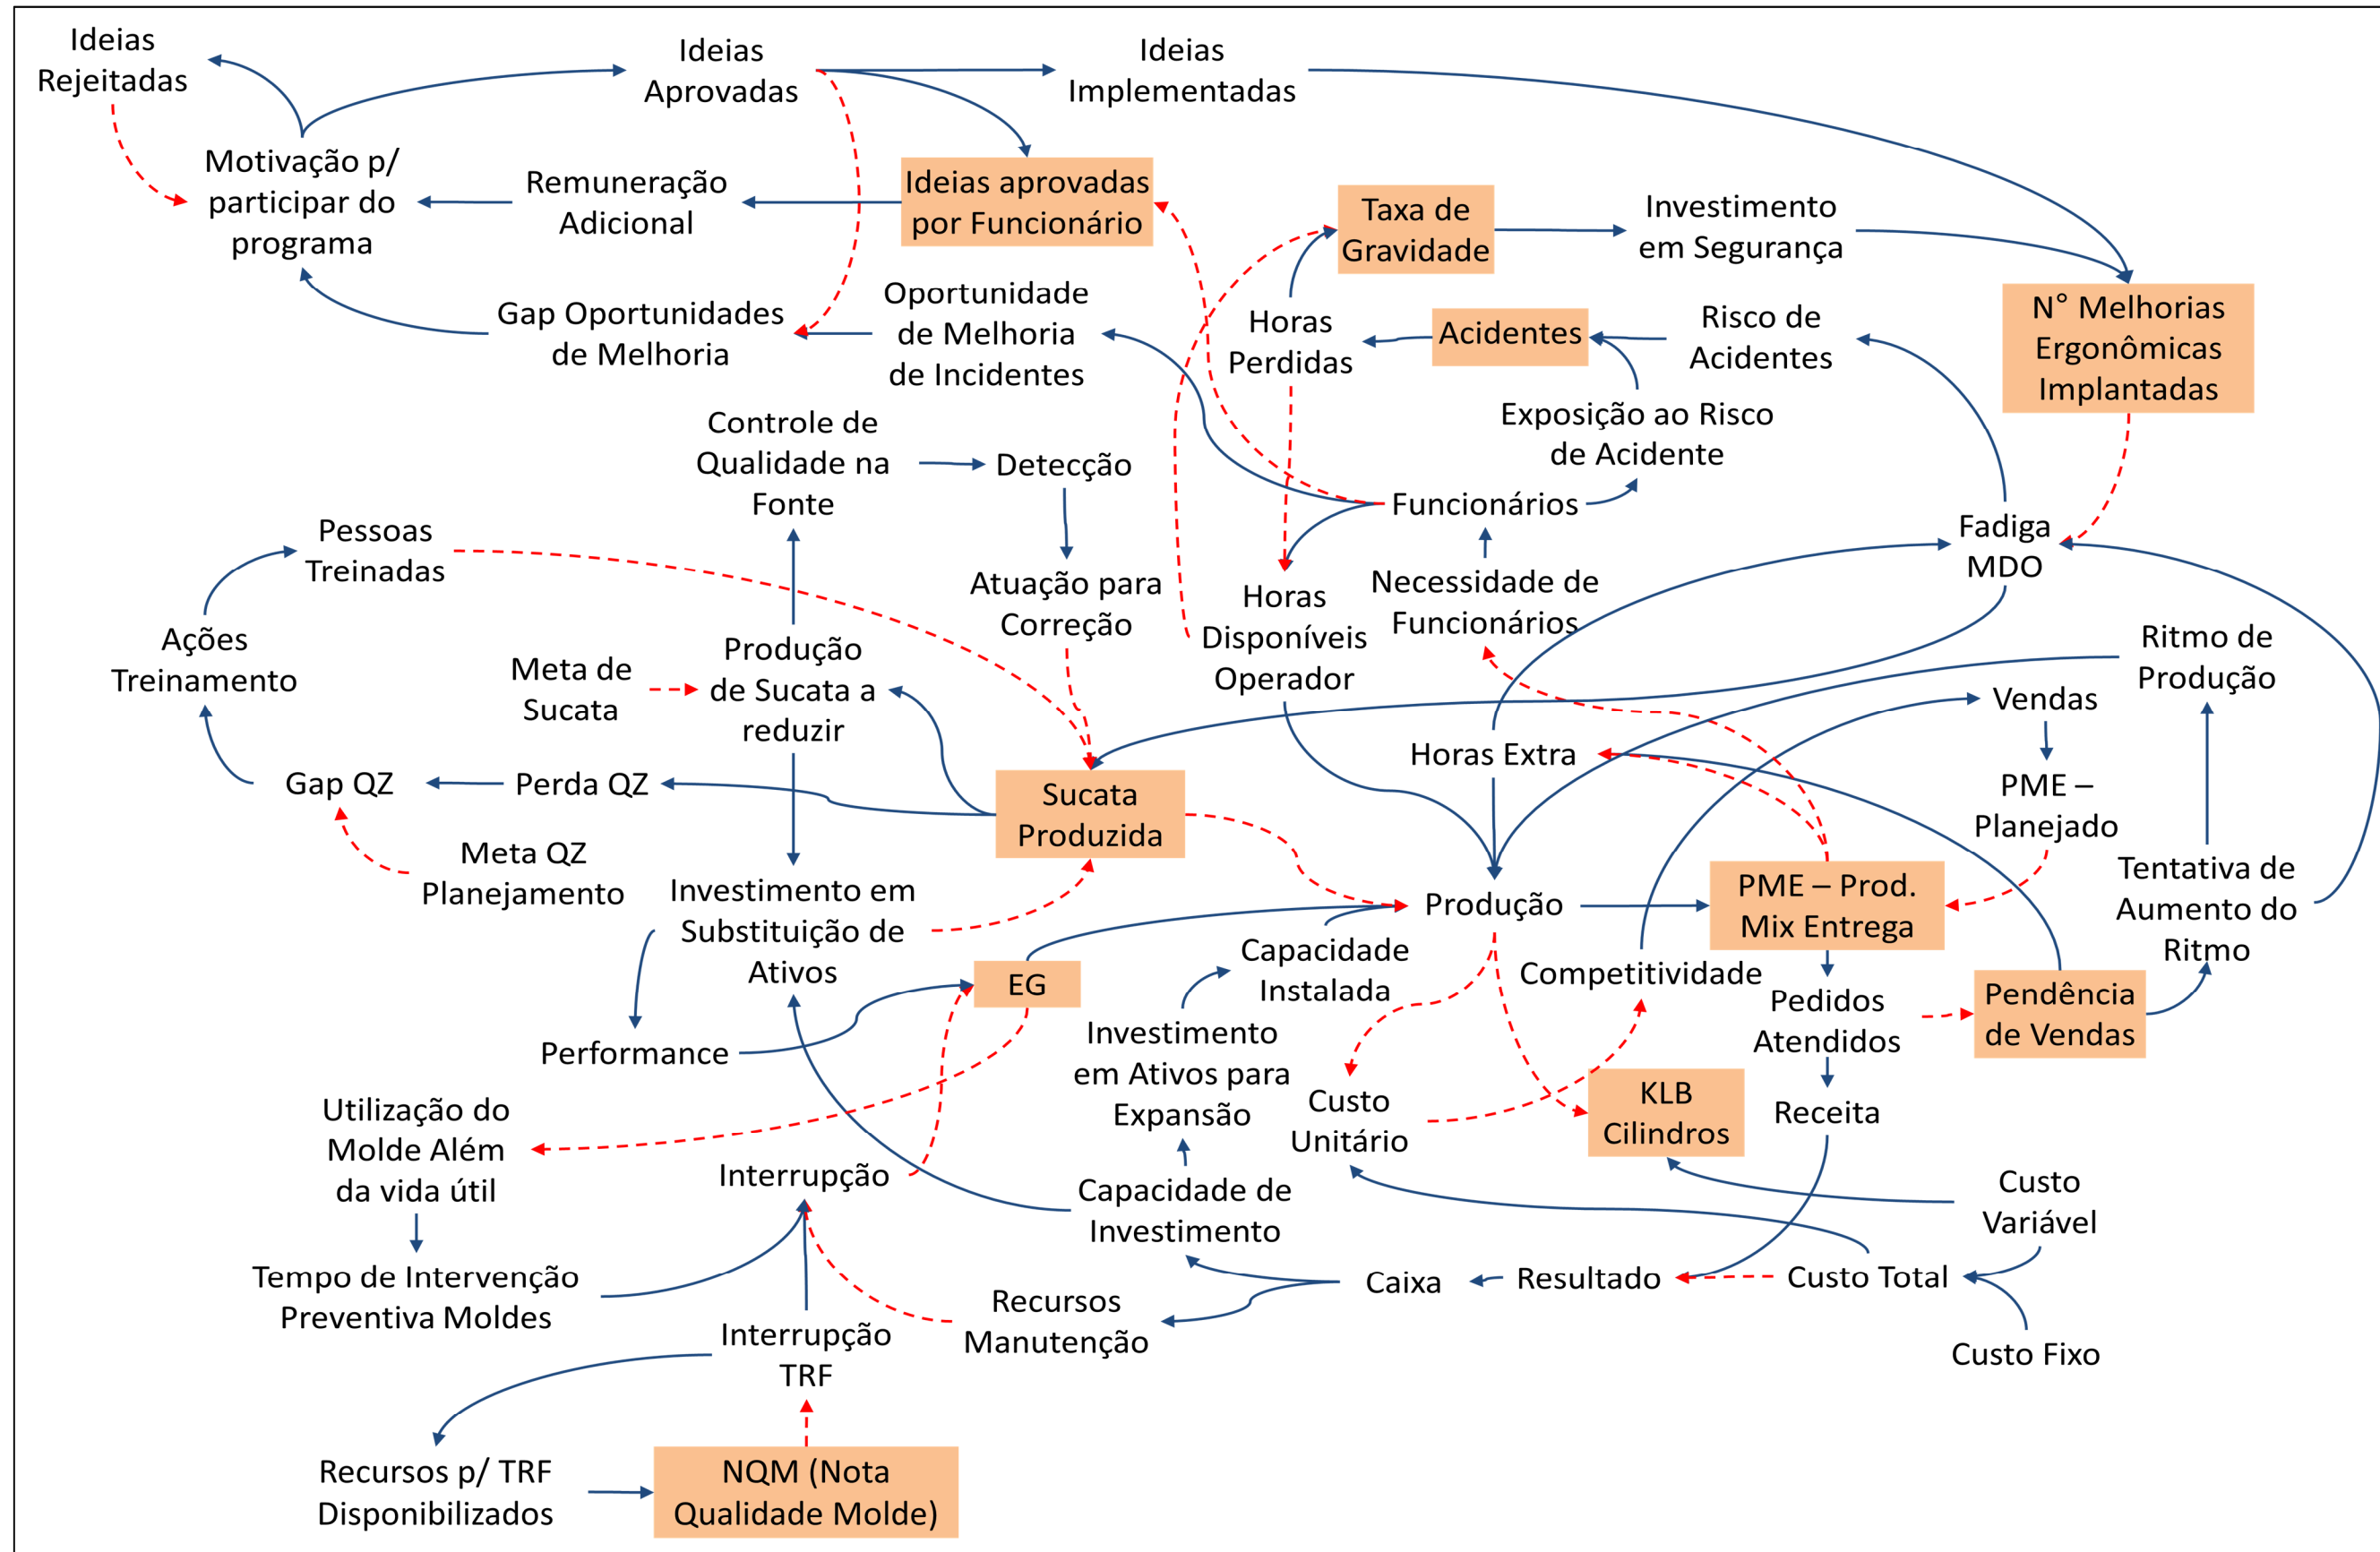 Ideias
Rejeitadas
Ideias
Aprovadas
Ideias
Implementadas
Motivação p/
participar do
programa
Remuneração
Adicional
Ideias aprovadas
por Funcionário
Taxa de
Gravidade
Investimento
em Segurança
Gap Oportunidades
de Melhoria
Oportunidade
de Melhoria
de Incidentes
Horas
Perdidas
Acidentes
Risco de
Acidentes
N° Melhorias
Ergonômicas
Implantadas
Exposição ao Risco
de Acidente
Controle de
Qualidade na
Fonte
Detecção
Funcionários
Fadiga
MDO
Pessoas
Treinadas
Atuação para
Correção
Horas
Disponíveis
Operador
Necessidade de
Funcionários
Ações
Treinamento
Meta de
Sucata
Produção
de Sucata a
reduzir
Ritmo de
Produção
Vendas
Horas Extra
Gap QZ
Perda QZ
Sucata
Produzida
PME –
Planejado
Meta QZ
Planejamento
Investimento em
Substituição de
Ativos
Produção
PME – Prod.
Mix Entrega
Tentativa de
Aumento do
Ritmo
EG
Capacidade
Instalada
Competitividade
Pedidos
Atendidos
Pendência
de Vendas
Performance
Investimento
em Ativos para
Expansão
Custo
Unitário
KLB
Cilindros
Receita
Utilização do
Molde Além
da vida útil
Interrupção
Capacidade de
Investimento
Custo
Variável
Tempo de Intervenção
Preventiva Moldes
Recursos
Manutenção
Caixa
Resultado
Custo Total
Interrupção
TRF
Custo Fixo
Recursos p/ TRF
Disponibilizados
NQM (Nota
Qualidade Molde)